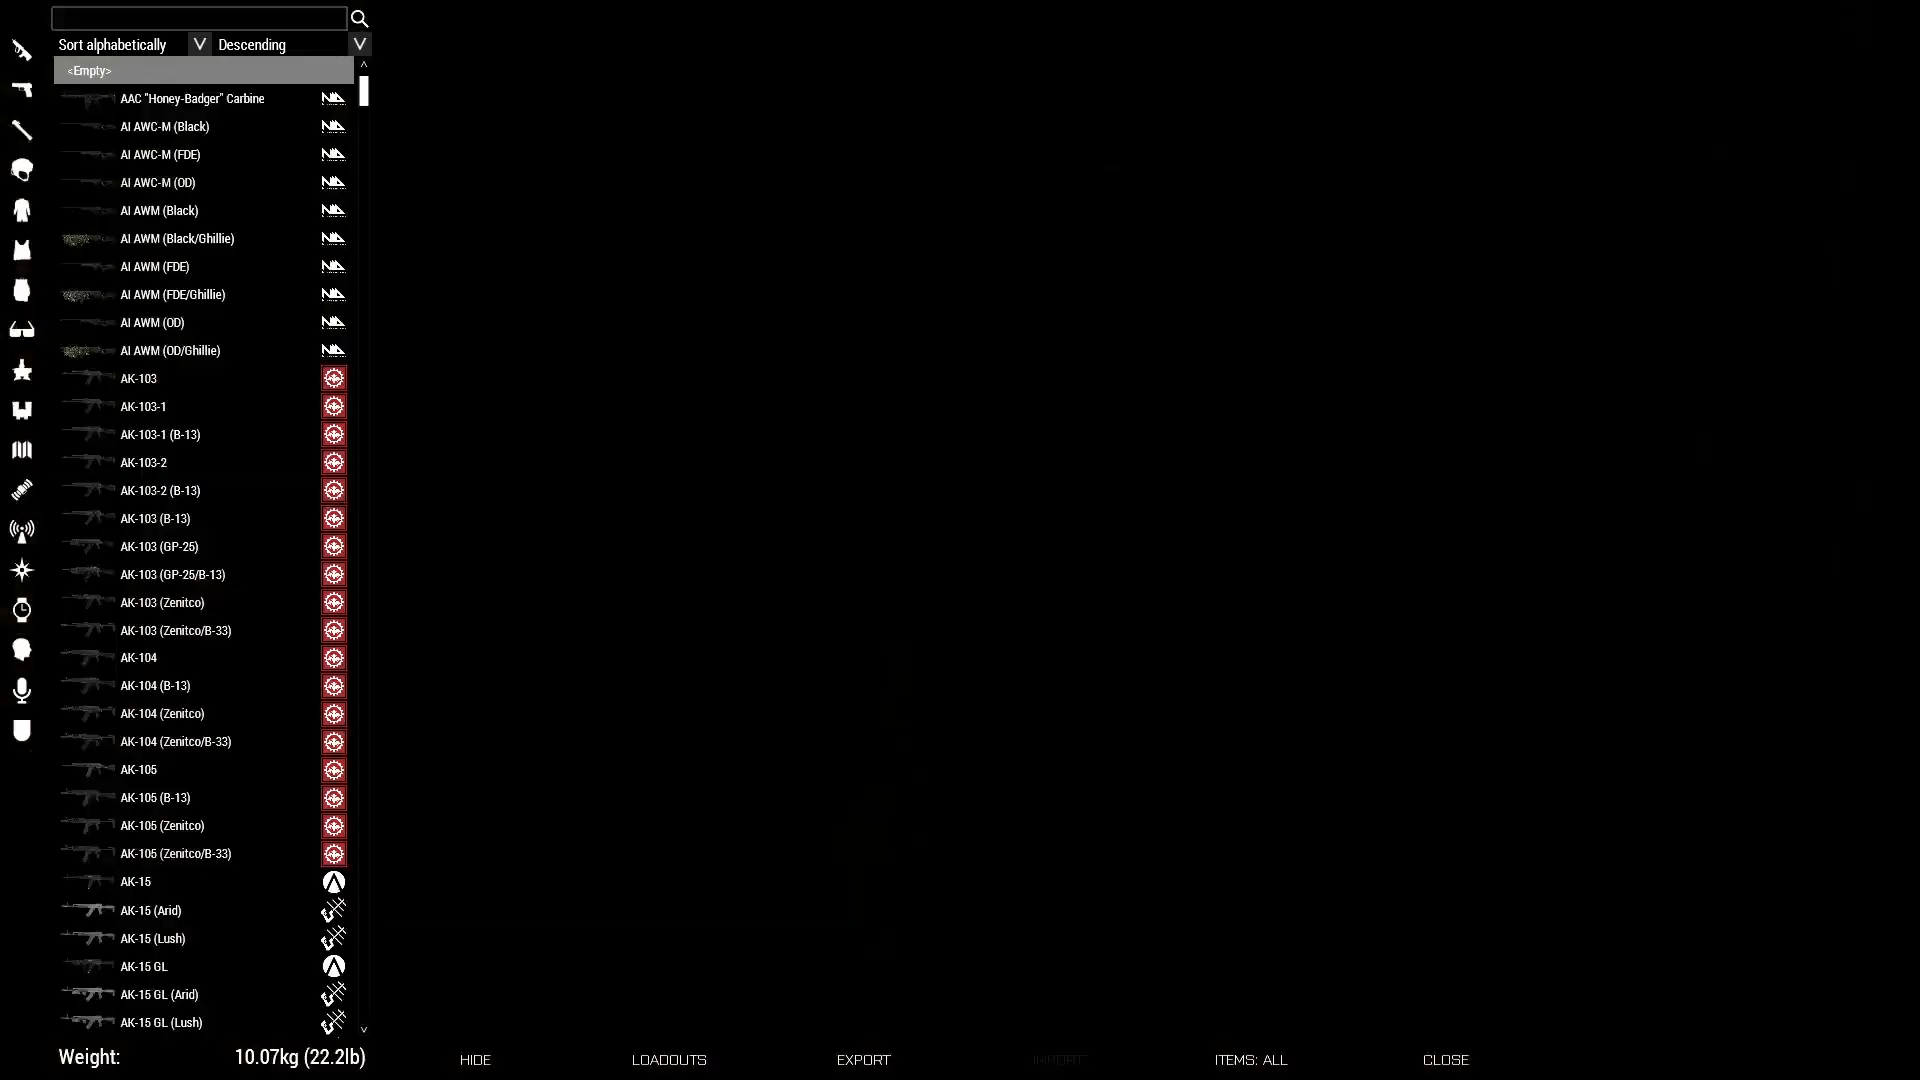 Sort alphabetically V Descending V
<Empty>
AAC "Honey-Badger" Carbine
AI AWC-M (Black)
AI AWC-M (FDE)
AI AWC-M (OD)
AI AWM (Black)
AI AWM (Black/Ghillie)
AI AWM (FDE)
AI AWM (FDE/Ghillie)
AI AWM (OD)
AI AWM (OD/Ghillie)
AK-103
AK-103-1
AK-103-1 (B-13)
AK-103-2
AK-103-2 (B-13)
AK-103 (B-13)
AK-103 (GP-25)
AK-103 (GP-25/B-13)
AK-103 (Zenitco)
AK-103 (Zenitco/B-33)
AK-104
AK-104 (B-13)
AK-104 (Zenitco)
AK-104 (Zenitco/B-33)
AK-105
AK-105 (B-13)
AK-105 (Zenitco)
AK-105 (Zenitco/B-33)
AK-15
AK-15 (Arid)
AK-15 (Lush)
AK-15 GL
AK-15 GL (Arid)
AK-15 GL (Lush)
Weight: 10.07kg (22.2lb)
HIDE LOADOUTS EXPORT IMPORT ITEMS: ALL CLOSE